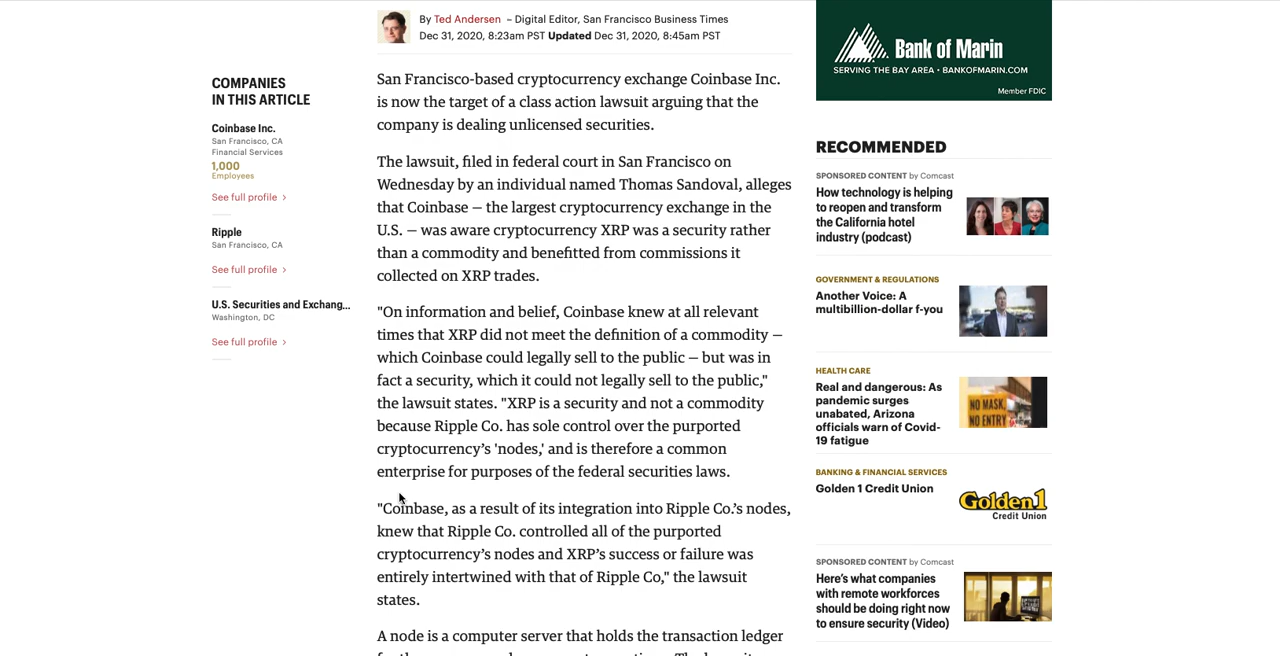 By Ted Andersen – Digital Editor, San Francisco Business Times
Dec 31, 2020, 8:23am PST Updated Dec 31, 2020, 8:45am PST
COMPANIES
IN THIS ARTICLE
Coinbase Inc.
San Francisco, CA
Financial Services
1,000
Employees
See full profile >
Ripple
San Francisco, CA
See full profile >
U.S. Securities and Exchang...
Washington, DC
See full profile >
San Francisco-based cryptocurrency exchange Coinbase Inc.
is now the target of a class action lawsuit arguing that the
company is dealing unlicensed securities.
The lawsuit, filed in federal court in San Francisco on
Wednesday by an individual named Thomas Sandoval, alleges
that Coinbase — the largest cryptocurrency exchange in the
U.S. — was aware cryptocurrency XRP was a security rather
than a commodity and benefitted from commissions it
collected on XRP trades.
"On information and belief, Coinbase knew at all relevant
times that XRP did not meet the definition of a commodity —
which Coinbase could legally sell to the public — but was in
fact a security, which it could not legally sell to the public,"
the lawsuit states. "XRP is a security and not a commodity
because Ripple Co. has sole control over the purported
cryptocurrency's 'nodes,' and is therefore a common
enterprise for purposes of the federal securities laws.
"Coinbase, as a result of its integration into Ripple Co.'s nodes,
knew that Ripple Co. controlled all of the purported
cryptocurrency's nodes and XRP's success or failure was
entirely intertwined with that of Ripple Co," the lawsuit
states.
A node is a computer server that holds the transaction ledger
Bank of Marin
SERVING THE BAY AREA • BANKOFMARIN.COM
Member FDIC
RECOMMENDED
SPONSORED CONTENT by Comcast
How technology is helping
to reopen and transform
the California hotel
industry (podcast)
GOVERNMENT & REGULATIONS
Another Voice: A
multibillion-dollar f-you
HEALTH CARE
Real and dangerous: As
pandemic surges
unabated, Arizona
officials warn of Covid-
19 fatigue
NO MASK,
NO ENTRY
BANKING & FINANCIAL SERVICES
Golden 1 Credit Union
Golden1
Credit Union
SPONSORED CONTENT by Comcast
Here's what companies
with remote workforces
should be doing right now
to ensure security (Video)